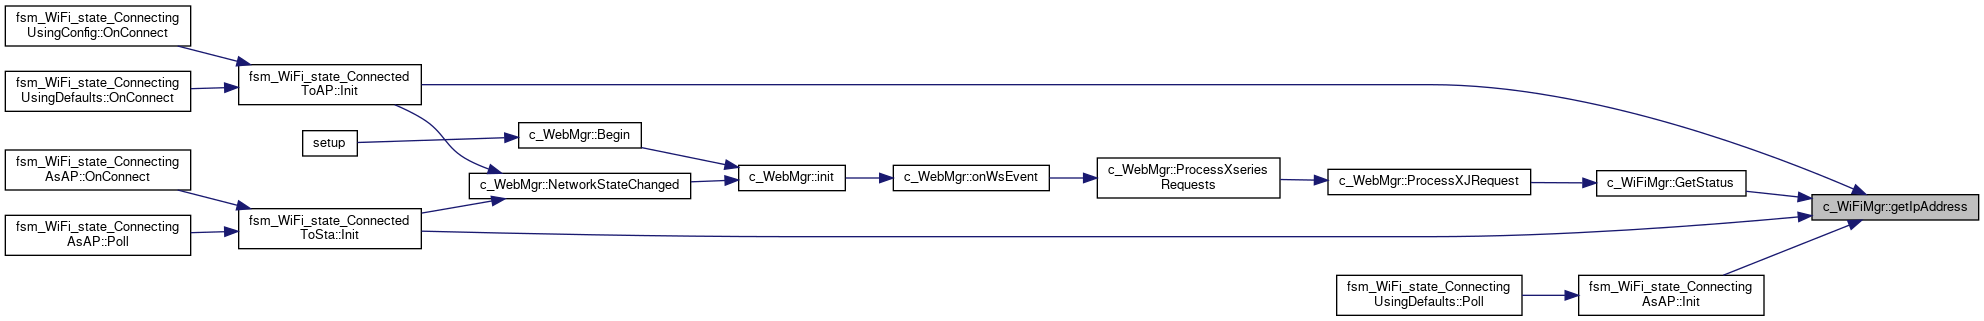 fsm_WiFi_state_Connecting
UsingConfig::OnConnect
fsm_WiFi_state_Connecting
UsingDefaults::OnConnect
fsm_WiFi_state_Connected
ToAP::Init
setup
c_WebMgr::Begin
fsm_WiFi_state_Connecting
AsAP::OnConnect
fsm_WiFi_state_Connecting
AsAP::Poll
c_WebMgr::NetworkStateChanged
fsm_WiFi_state_Connected
ToSta::Init
c_WebMgr::init
c_WebMgr::onWsEvent
c_WebMgr::ProcessXseries
Requests
c_WebMgr::ProcessXJRequest
c_WiFiMgr::GetStatus
c_WiFiMgr::getIpAddress
fsm_WiFi_state_Connecting
UsingDefaults::Poll
fsm_WiFi_state_Connecting
AsAP::Init